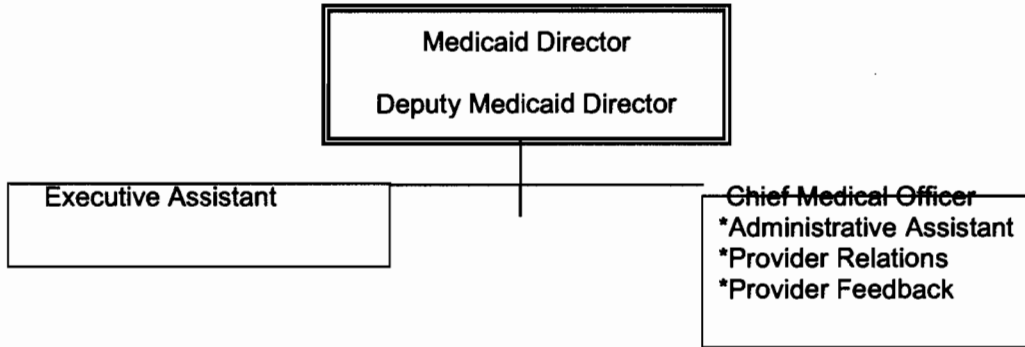 Medicaid Director
Deputy Medicaid Director
Executive Assistant
Chief Medical Officer
*Administrative Assistant
*Provider Relations
*Provider Feedback